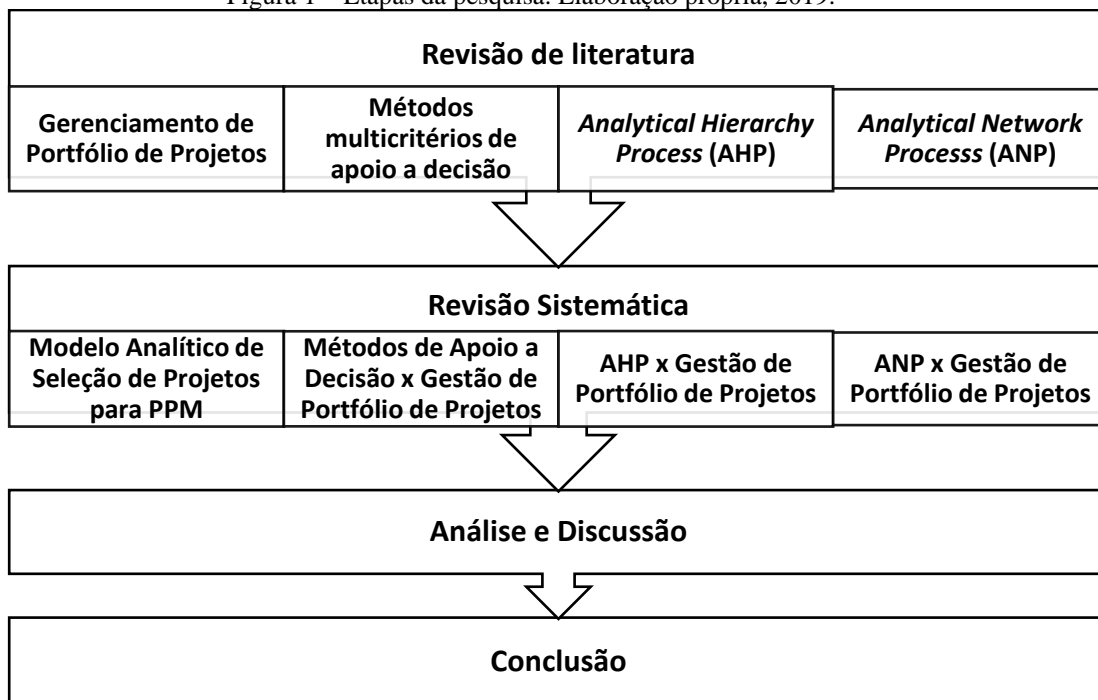 Figura 1 – Etapas da pesquisa. Elaboração própria, 2019.
Revisão de literatura
Gerenciamento de
Portfólio de Projetos
Métodos
multicritérios de
apoio a decisão
Analytical Hierarchy
Process (AHP)
Analytical Network
Processs (ANP)
Revisão Sistemática
Modelo Analítico de
Seleção de Projetos
para PPM
Métodos de Apoio a
Decisão x Gestão de
Portfólio de Projetos
AHP x Gestão de
Portfólio de Projetos
ANP x Gestão de
Portfólio de Projetos
Análise e Discussão
Conclusão